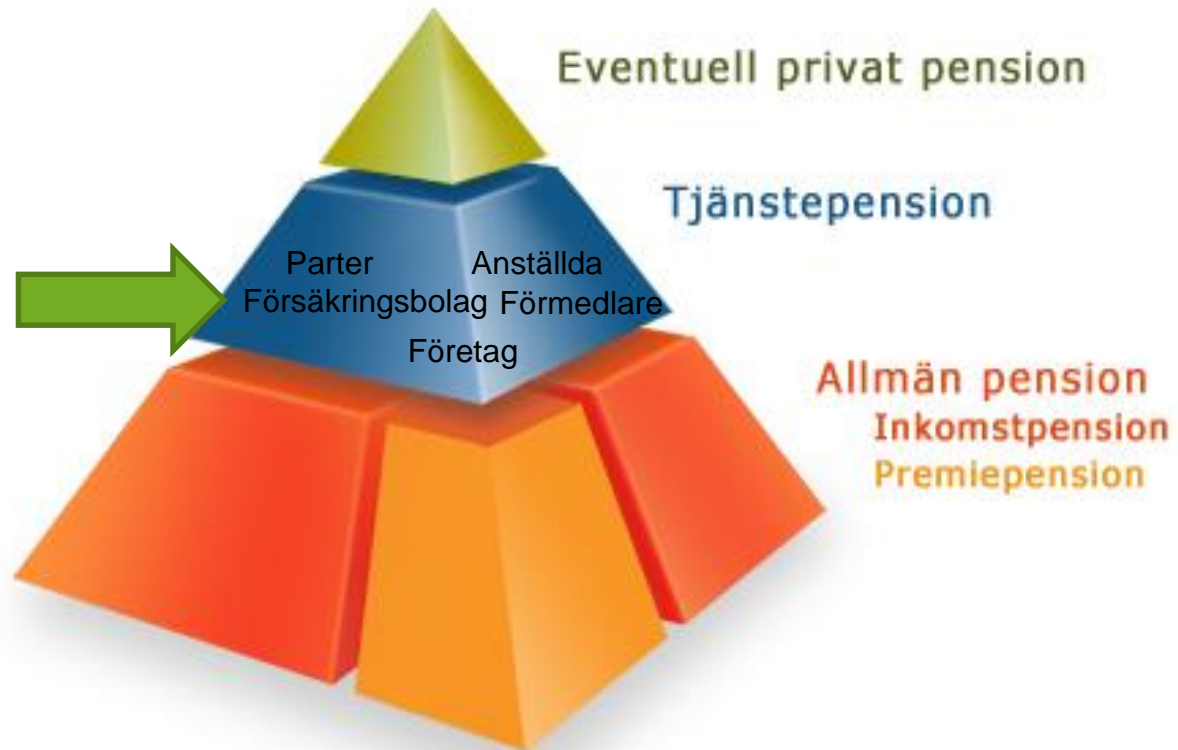 Eventuell privat pension
Tjänstepension
Parter Anställda
Försäkringsbolag Förmedlare
Företag
Allmän pension
Inkomstpension
Premiepension